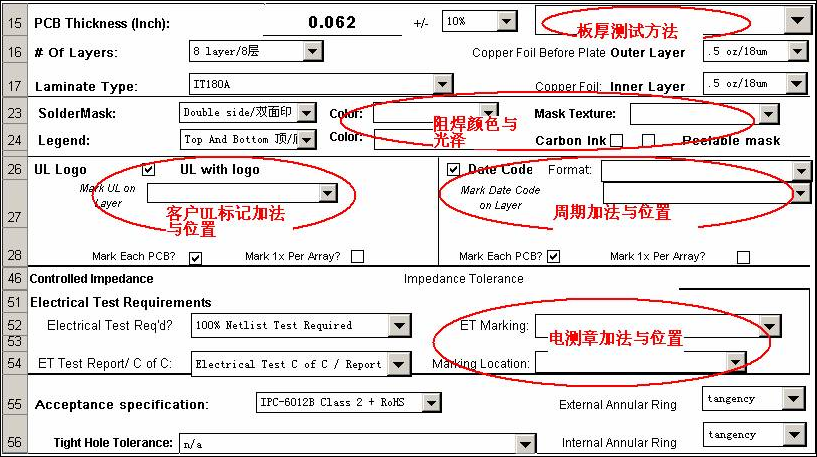 15 PCB Thickness (Inch): 0.062 +/- 10% 板厚测试方法
16 # Of Layers: 8 layer/8层 Copper Foil Before Plate Outer Layer .5 oz/18um
17 Laminate Type: IT180A Copper Foil: Inner Layer .5 oz/18um
23 SolderMask: Double side/双面印 Color: Mask Texture:
阻焊颜色与
光泽
24 Legend: Top And Bottom 顶/ Color: Carbon Ink Peelable mask
26 UL Logo UL with logo Date Code Format:
Mark UL on
Layer
Mark Date Code
on Layer
客户UL标记加法
与位置
周期加法与位置
27
28 Mark Each PCB? Mark 1x Per Array? Mark Each PCB? Mark 1x Per Array?
46 Controlled Impedance Impedance Tolerance
51 Electrical Test Requirements
52 Electrical Test Req'd? 100% Netlist Test Required ET Marking:
53 电测章加法与位置
54 ET Test Report/ C of C: Electrical Test C of C / Report Marking Location:
55 Acceptance specification: IPC-6012B Class 2 + RoHS External Annular Ring tangency
56 Tight Hole Tolerance: n/a Internal Annular Ring tangency